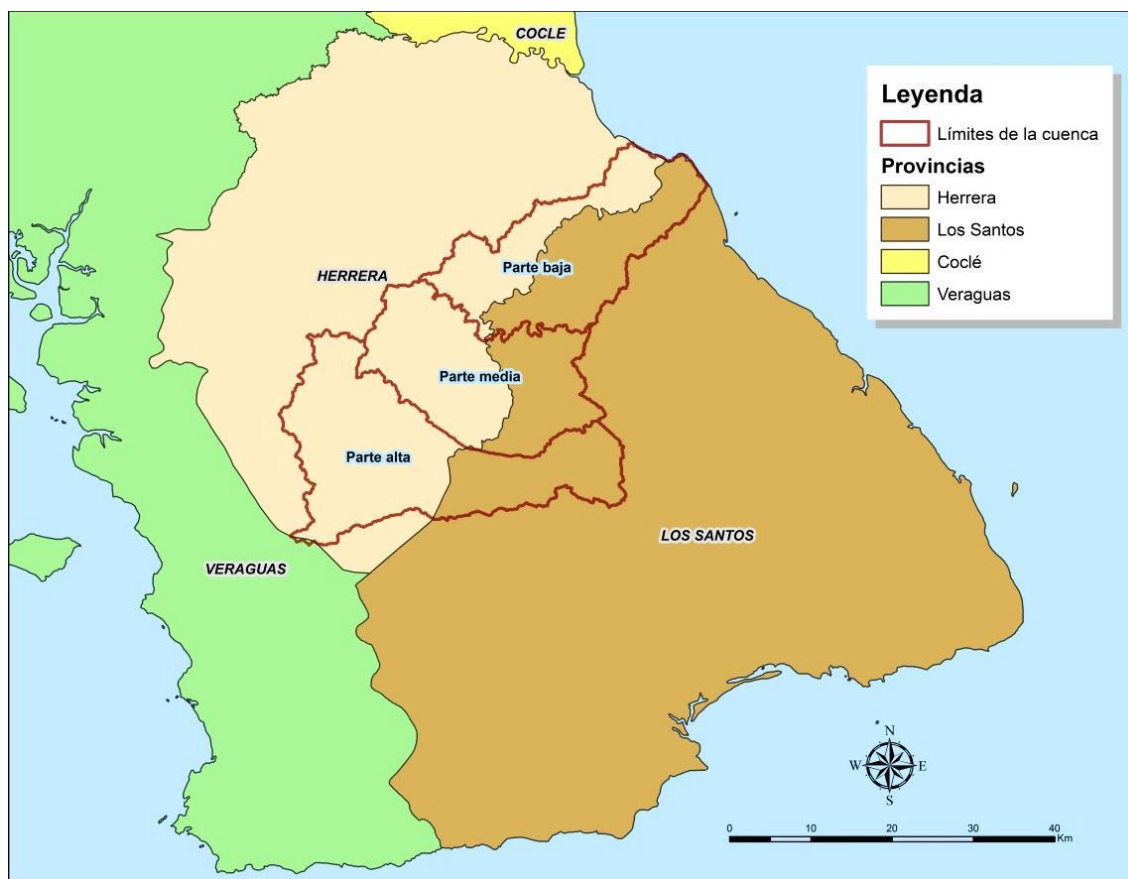 COCLE
Leyenda
Límites de la cuenca
Provincias
Herrera
Los Santos
Coclé
Veraguas
HERRERA
Parte baja
Parte media
Parte alta
LOS SANTOS
VERAGUAS
N
W E
S
0 10 20 30 40
Km